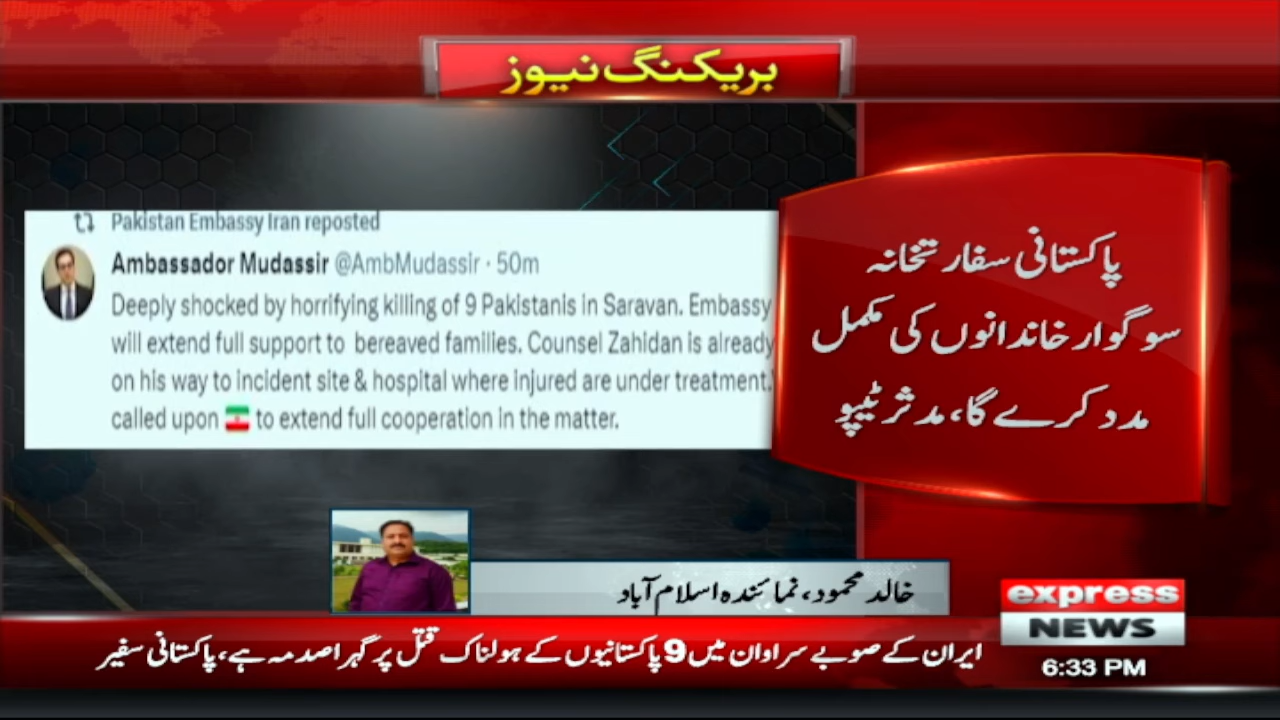 بریکنگ نیوز
Pakistan Embassy Iran reposted
Ambassador Mudassir @AmbMudassir · 50m
Deeply shocked by horrifying killing of 9 Pakistanis in Saravan. Embassy
will extend full support to bereaved families. Counsel Zahidan is already
on his way to incident site & hospital where injured are under treatment.
called upon 🇮🇷 to extend full cooperation in the matter.
پاکستانی سفارتخانہ
سوگوار خاندانوں کی مکمل
مدد کرے گا، مدثر ٹیپو
خالد محمود، نمائندہ اسلام آباد
express
NEWS
6:33 PM
ایران کے صوبے سراوان میں 9 پاکستانیوں کے ہولناک قتل پر گہرا صدمہ ہے، پاکستانی سفیر